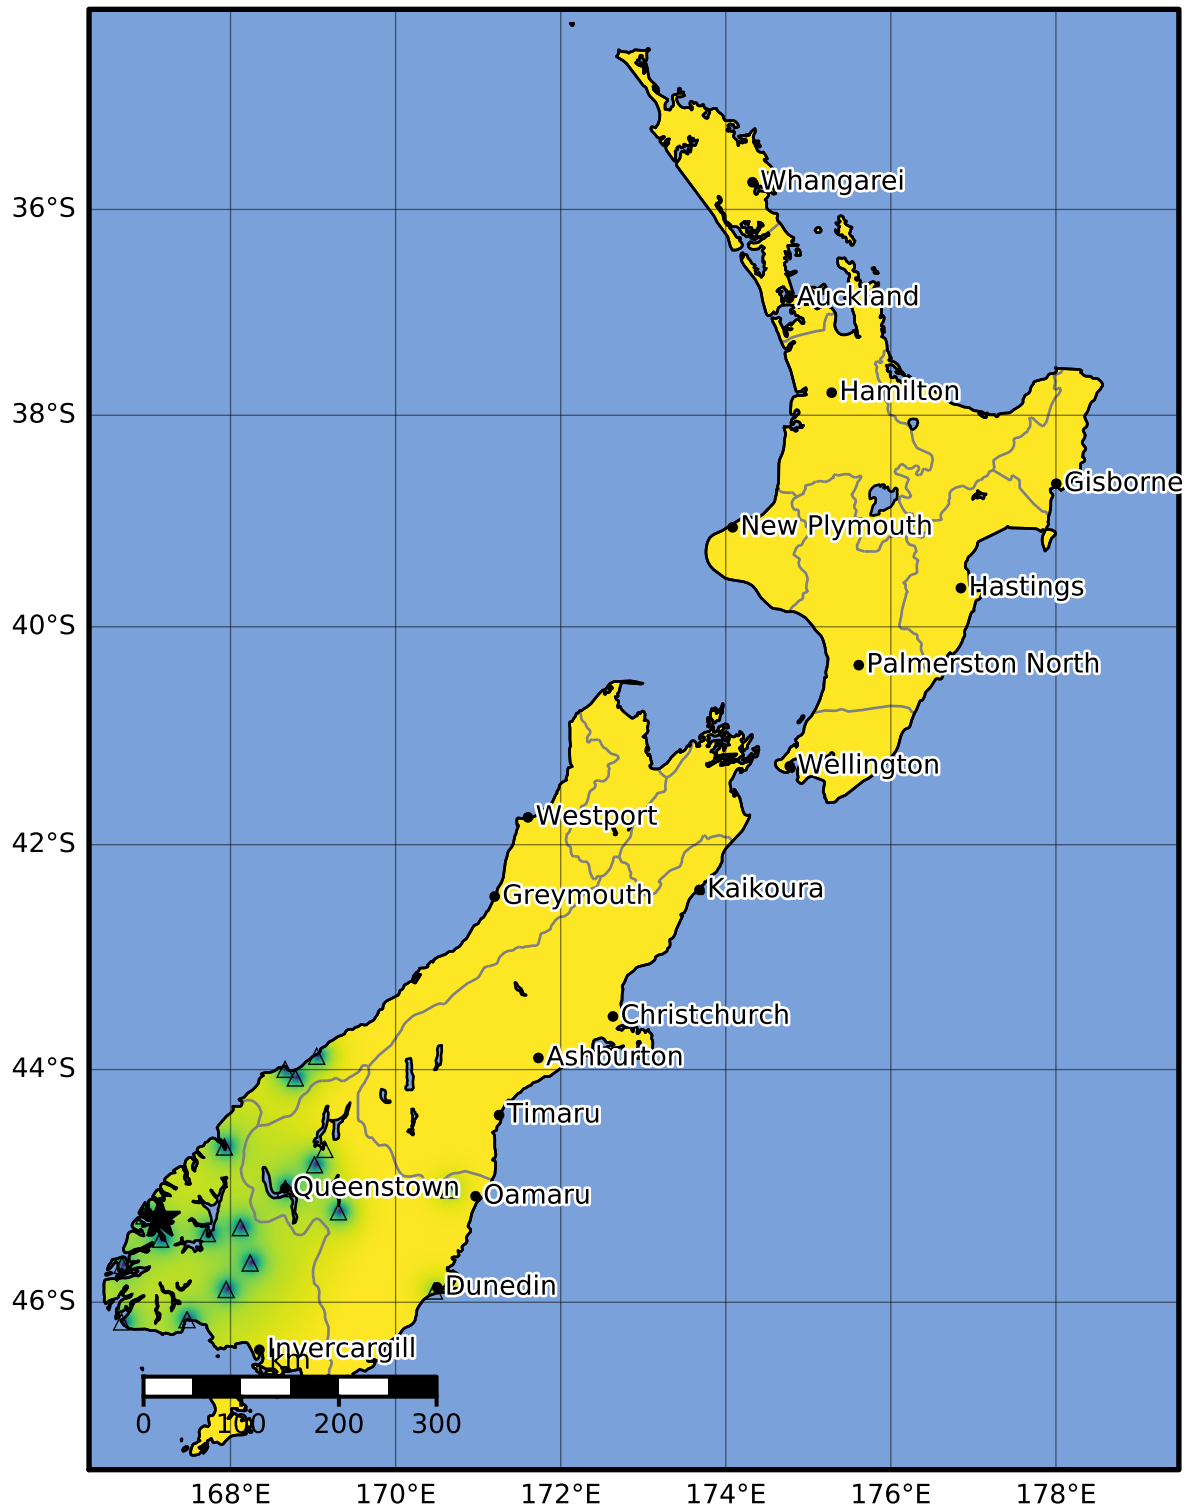 Whangarei
36°S
Auckland
Hamilton
38°S
Gisborne
New Plymouth
Hastings
40°S
Palmerston North
Wellington
Westport
42°S
Kaikoura
Greymouth
Christchurch
Ashburton
44°S
Timaru
Queenstown
Oamaru
Dunedin
46°S
Invercargill
km
0 100 200 300
168°E 170°E 172°E 174°E 176°E 178°E